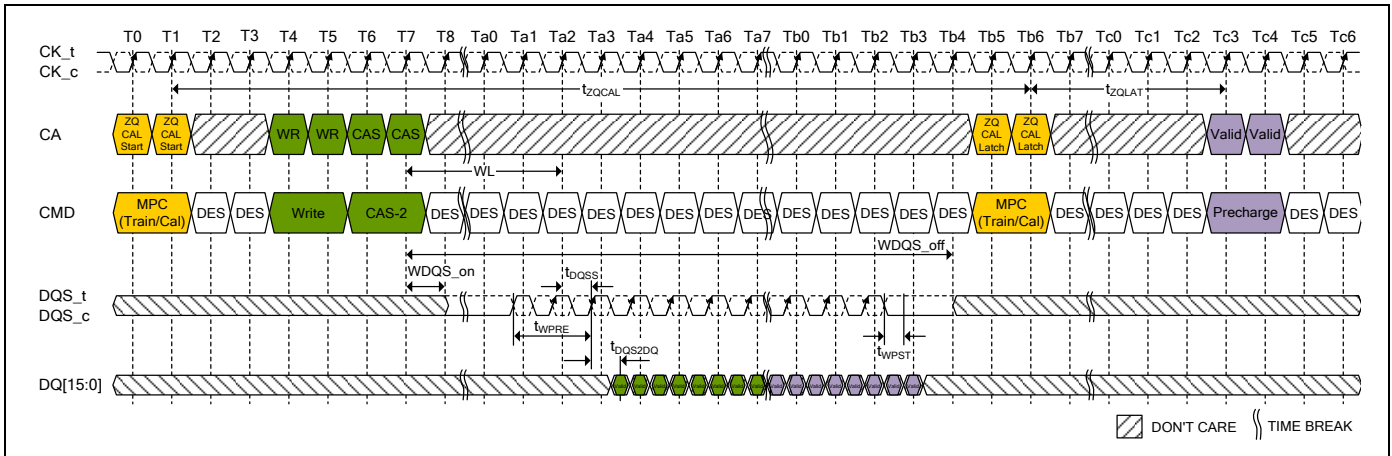 T0 T1 T2 T3 T4 T5 T6 T7 T8 Ta0 Ta1 Ta2 Ta3 Ta4 Ta5 Ta6 Ta7 Tb0 Tb1 Tb2 Tb3 Tb4 Tb5 Tb6 Tb7 Tc0 Tc1 Tc2 Tc3 Tc4 Tc5 Tc6
CK_t
CK_c
tZQCAL tZQLAT
CA ZQ CAL Start ZQ CAL Start WR WR CAS CAS ZQ CAL Latch ZQ CAL Latch Valid Valid
WL
CMD MPC (Train/Cal) DES DES Write CAS-2 DES DES DES DES DES DES DES DES DES DES DES DES DES DES MPC (Train/Cal) DES DES DES DES Precharge DES DES
WDQS_off
WDQS_on tDQSS
DQS_t
DQS_c
tWPRE
tDQS2DQ tWPST
DQ[15:0]
DON'T CARE TIME BREAK